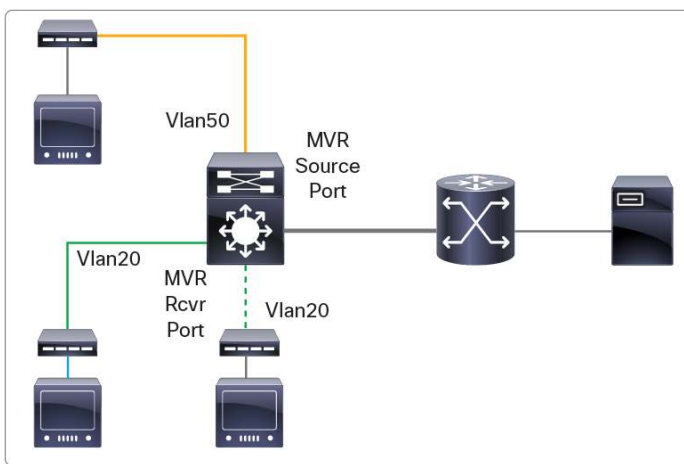 Vlan50
MVR
Source
Port
Vlan20
MVR
Rcvr
Port
Vlan20